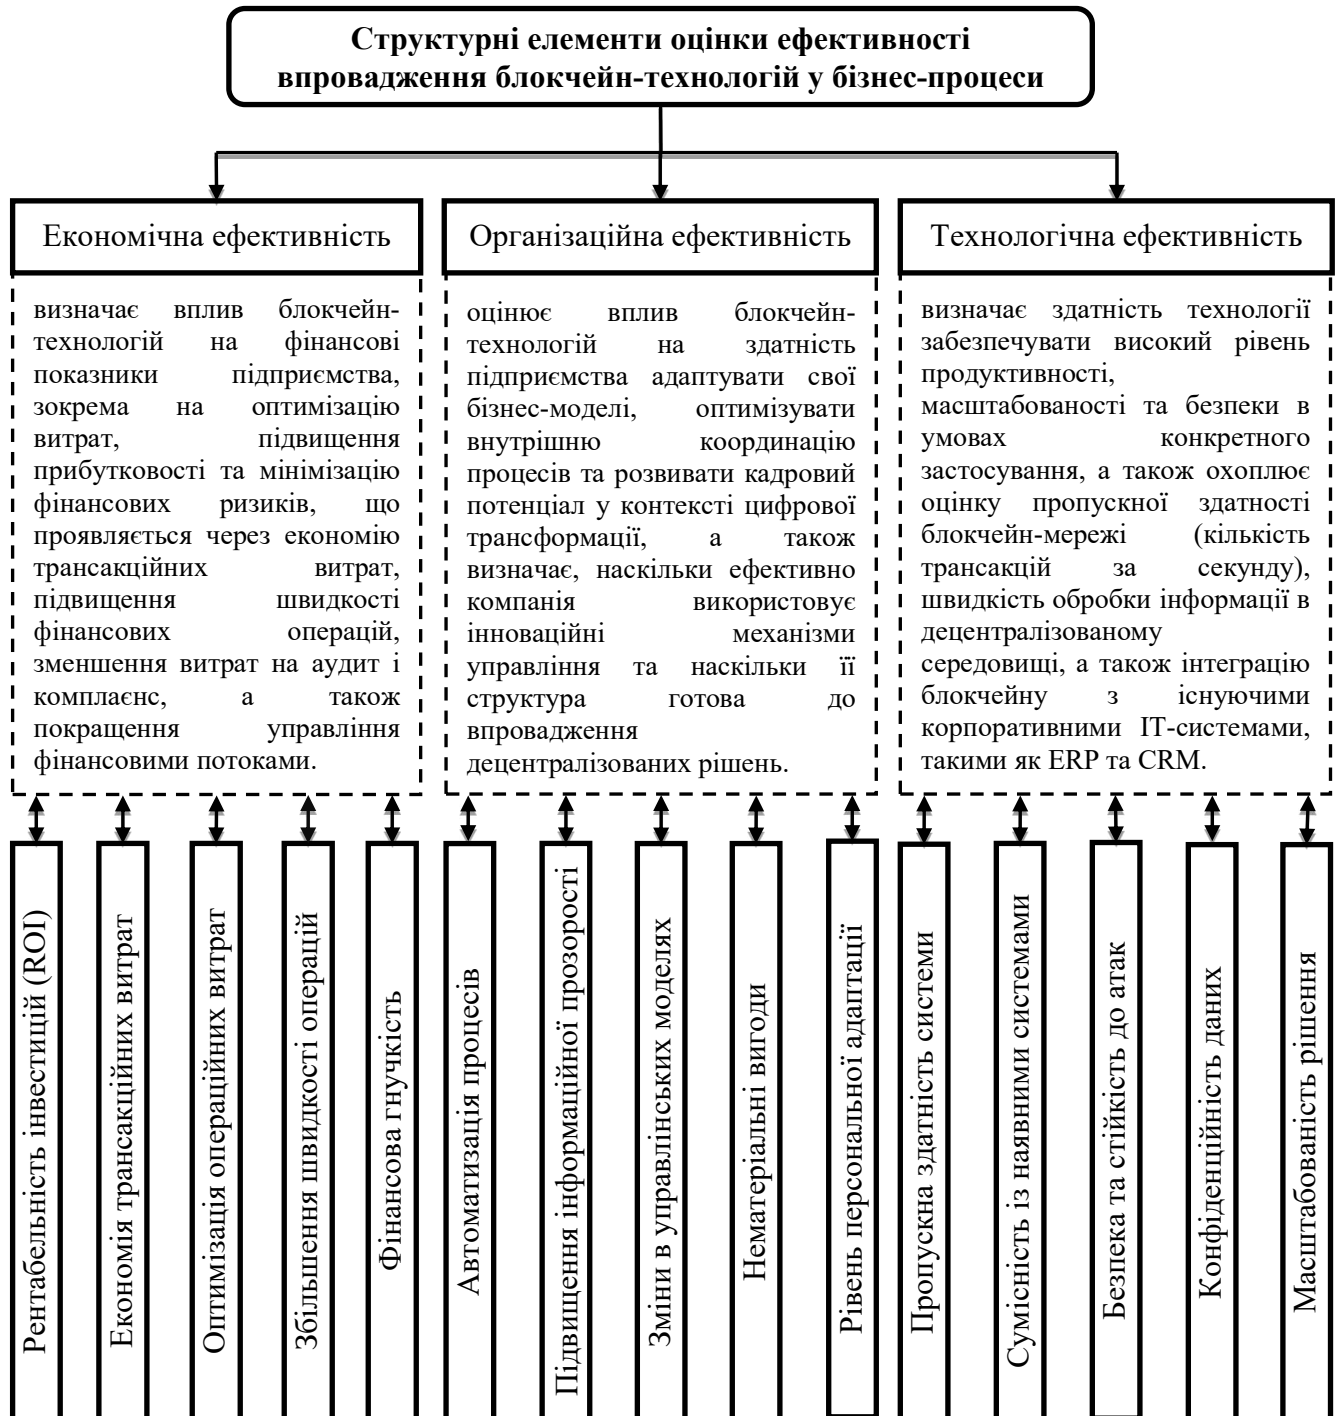 Структурні елементи оцінки ефективності
впровадження блокчейн-технологій у бізнес-процеси
Економічна ефективність
визначає вплив блокчейн-
технологій на фінансові
показники підприємства,
зокрема на оптимізацію
витрат, підвищення
прибутковості та мінімізацію
фінансових ризиків, що
проявляється через економію
трансакційних витрат,
підвищення швидкості
фінансових операцій,
зменшення витрат на аудит і
комплаєнс, а також
покращення управління
фінансовими потоками.
Організаційна ефективність
оцінює вплив блокчейн-
технологій на здатність
підприємства адаптувати свої
бізнес-моделі, оптимізувати
внутрішню координацію
процесів та розвивати кадровий
потенціал у контексті цифрової
трансформації, а також
визначає, наскільки ефективно
компанія використовує
інноваційні механізми
управління та наскільки її
структура готова до
впровадження
децентралізованих рішень.
Технологічна ефективність
визначає здатність технології
забезпечувати високий рівень
продуктивності,
масштабованості та безпеки в
умовах конкретного
застосування, а також охоплює
оцінку пропускної здатності
блокчейн-мережі (кількість
трансакцій за секунду),
швидкість обробки інформації в
децентралізованому
середовищі, а також інтеграцію
блокчейну з існуючими
корпоративними ІТ-системами,
такими як ERP та CRM.
Рентабельність інвестицій (ROI)
Економія трансакційних витрат
Оптимізація операційних витрат
Збільшення швидкості операцій
Фінансова гнучкість
Автоматизація процесів
Підвищення інформаційної прозорості
Зміни в управлінських моделях
Нематеріальні вигоди
Рівень персональної адаптації
Пропускна здатність системи
Сумісність із наявними системами
Безпека та стійкість до атак
Конфіденційність даних
Масштабованість рішення